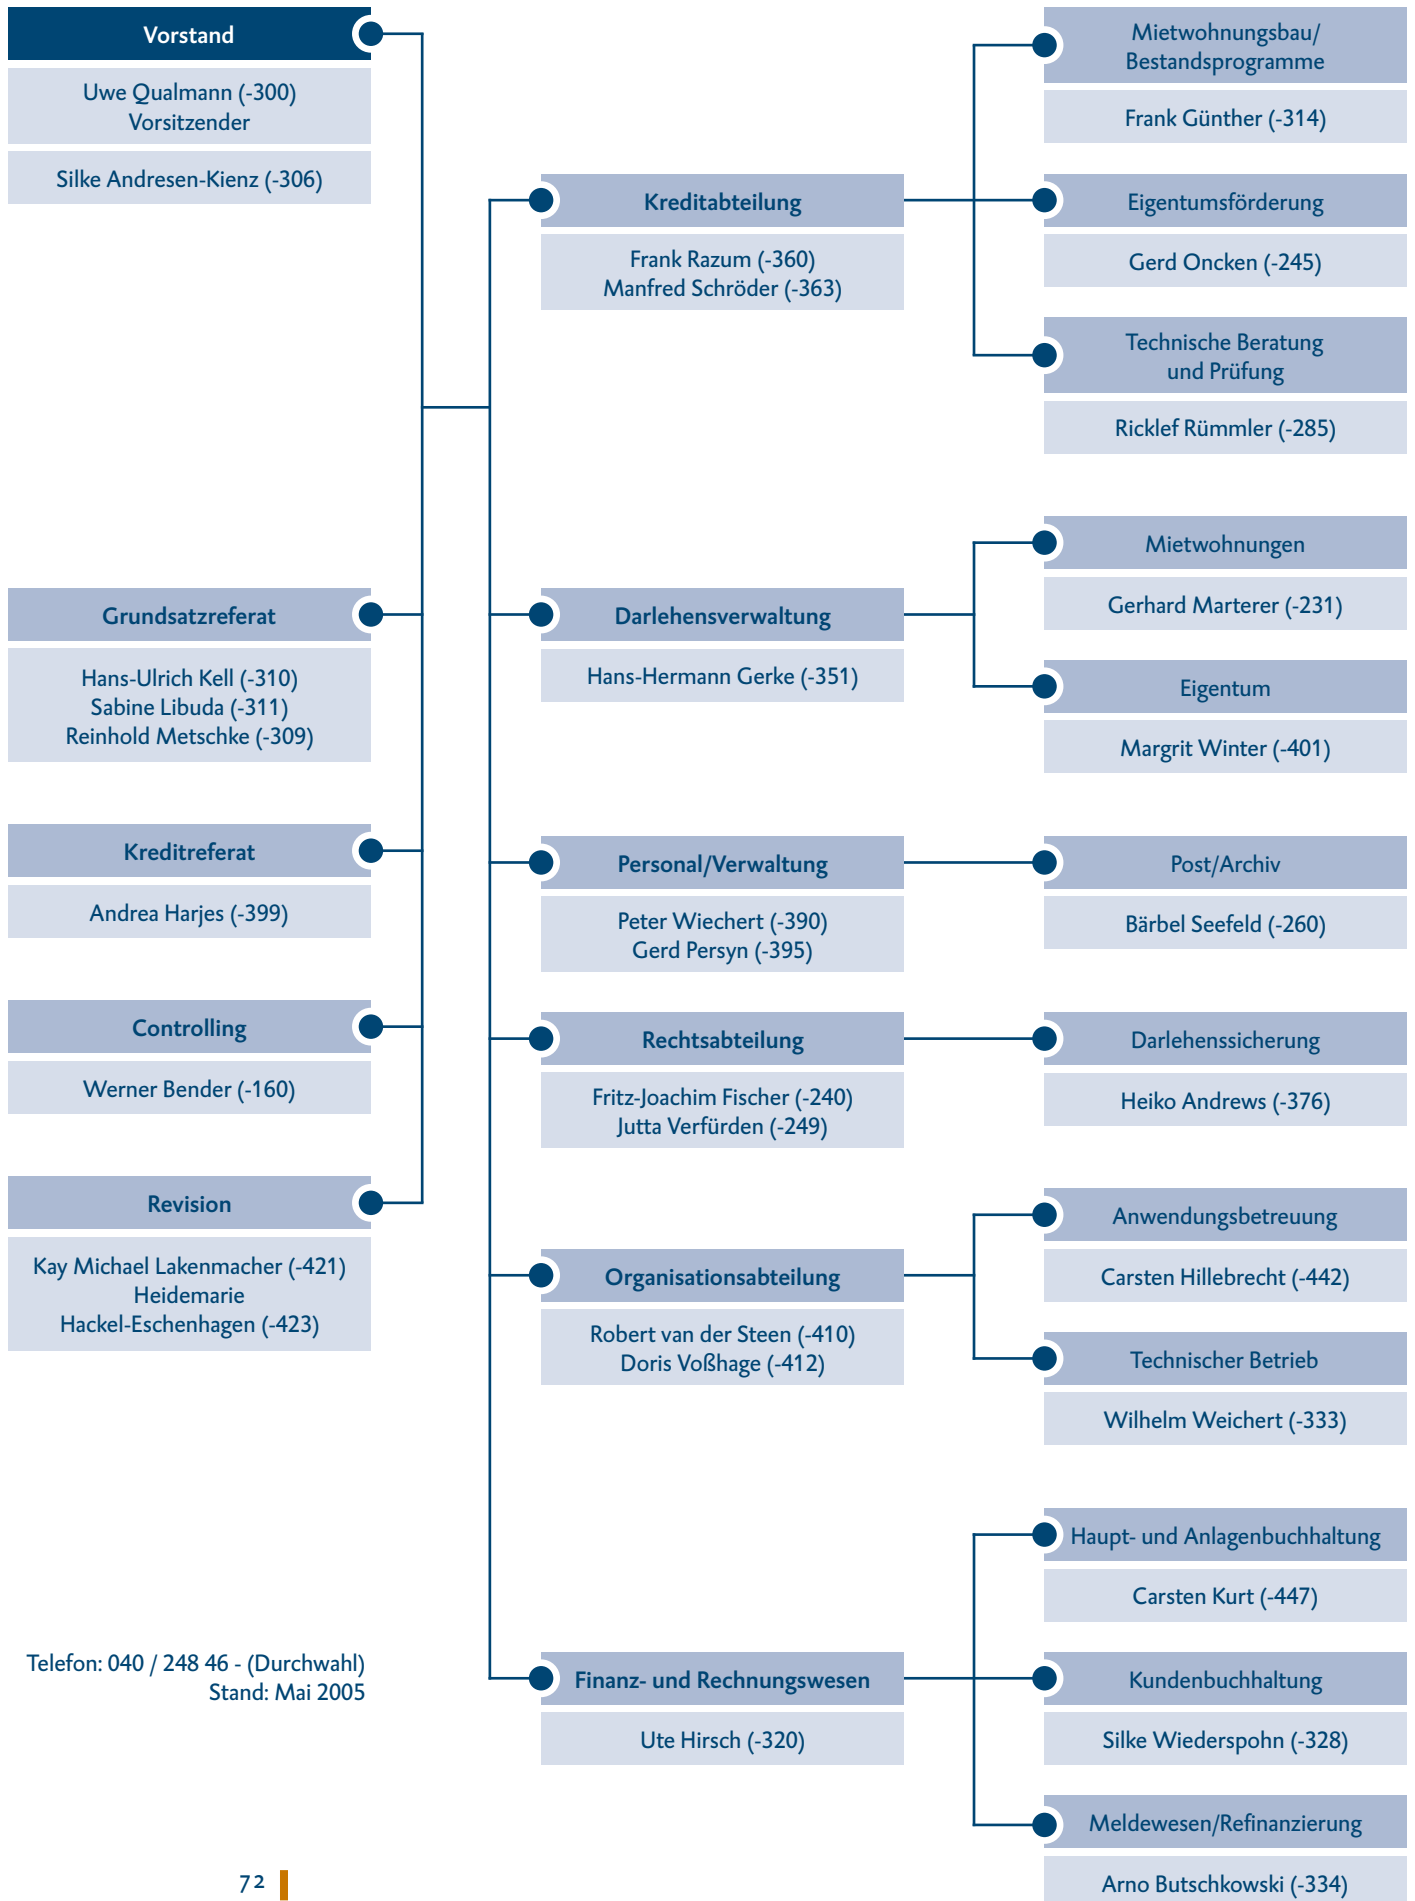 Vorstand
Uwe Qualmann (-300)
Vorsitzender
Silke Andresen-Kienz (-306)
Grundsatzreferat
Hans-Ulrich Kell (-310)
Sabine Libuda (-311)
Reinhold Metschke (-309)
Kreditreferat
Andrea Harjes (-399)
Controlling
Werner Bender (-160)
Revision
Kay Michael Lakenmacher (-421)
Heidemarie
Hackel-Eschenhagen (-423)
Telefon: 040 / 248 46 - (Durchwahl)
Stand: Mai 2005
Kreditabteilung
Frank Razum (-360)
Manfred Schröder (-363)
Darlehensverwaltung
Hans-Hermann Gerke (-351)
Personal/Verwaltung
Peter Wiechert (-390)
Gerd Persyn (-395)
Rechtsabteilung
Fritz-Joachim Fischer (-240)
Jutta Verfürden (-249)
Organisationsabteilung
Robert van der Steen (-410)
Doris Voßhage (-412)
Finanz- und Rechnungswesen
Ute Hirsch (-320)
Mietwohnungsbau/
Bestandsprogramme
Frank Günther (-314)
Eigentumsförderung
Gerd Oncken (-245)
Technische Beratung
und Prüfung
Ricklef Rümmler (-285)
Mietwohnungen
Gerhard Marterer (-231)
Eigentum
Margrit Winter (-401)
Post/Archiv
Bärbel Seefeld (-260)
Darlehenssicherung
Heiko Andrews (-376)
Anwendungsbetreuung
Carsten Hillebrecht (-442)
Technischer Betrieb
Wilhelm Weichert (-333)
Haupt- und Anlagenbuchhaltung
Carsten Kurt (-447)
Kundenbuchhaltung
Silke Wiederspohn (-328)
Meldewesen/Refinanzierung
Arno Butschkowski (-334)
72